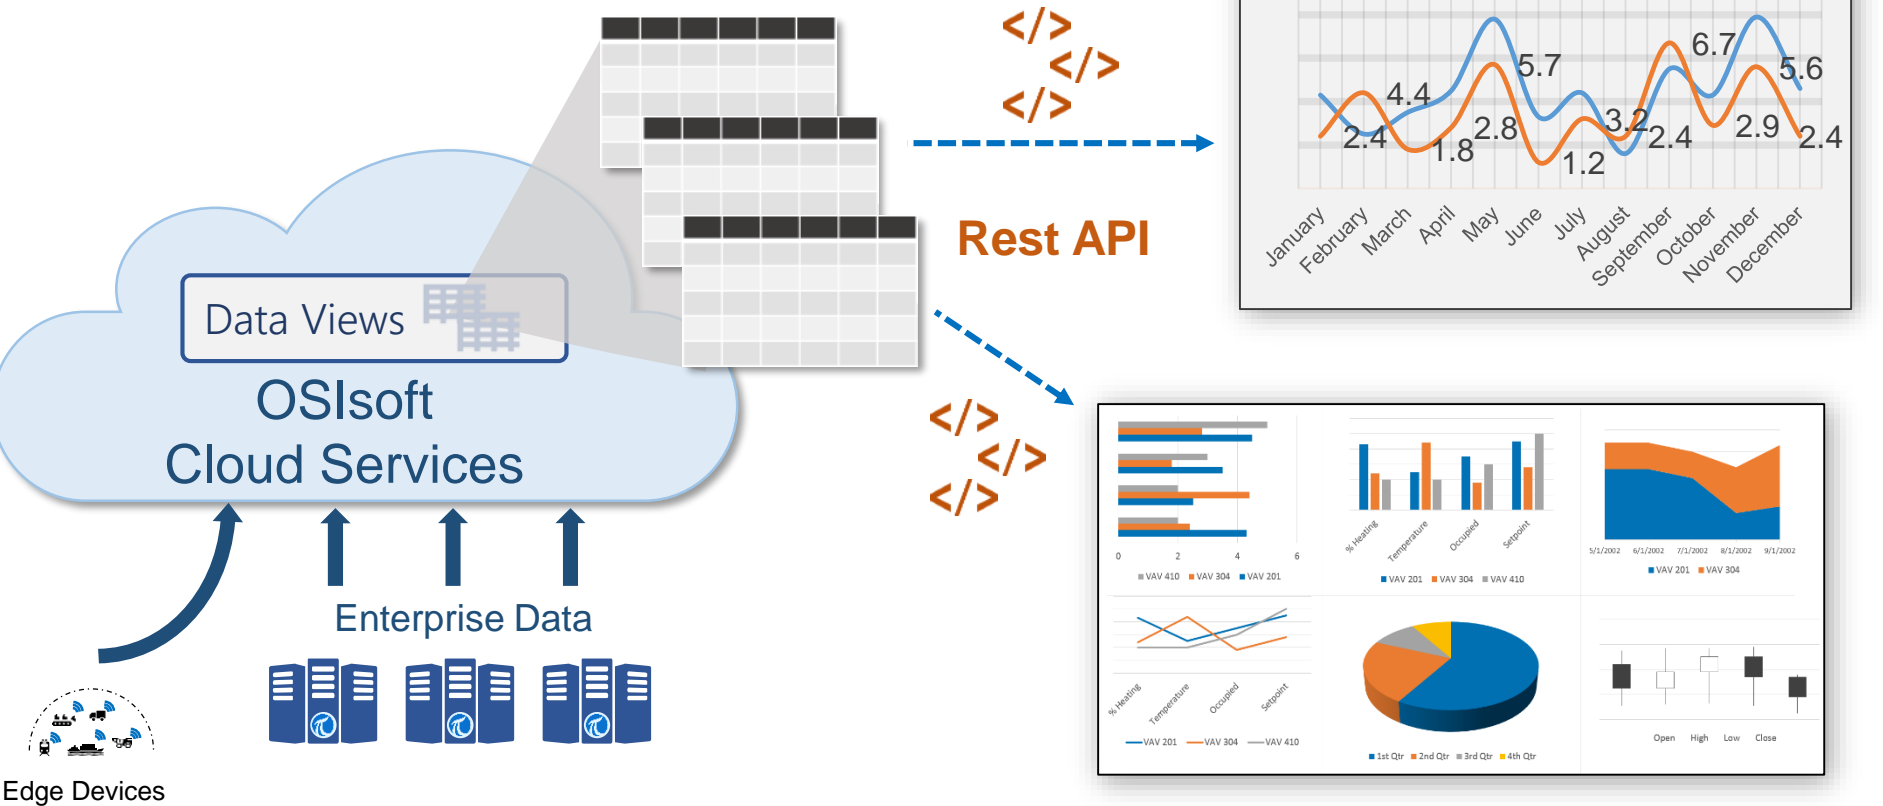 </>
</>
</>
Rest API
Data Views
OSIsoft
Cloud Services
Enterprise Data
Edge Devices
</>
</>
</>
6.7
5.7
5.6
4.4
3.2
2.8
2.4
1.8
1.2
2.4
2.9
2.4
January
February
March
April
May
June
July
August
September
October
November
December
0 2 4 6
VAV 410 VAV 304 VAV 201
% Heating
Temperature
Occupied
Setpoint
VAV 201 VAV 304 VAV 410
5/1/2002 6/1/2002 7/1/2002 8/1/2002 9/1/2002
VAV 201 VAV 304
% Heating
Temperature
Occupied
Setpoint
VAV 201 VAV 304 VAV 410
1st Qtr 2nd Qtr 3rd Qtr 4th Qtr
Open High Low Close